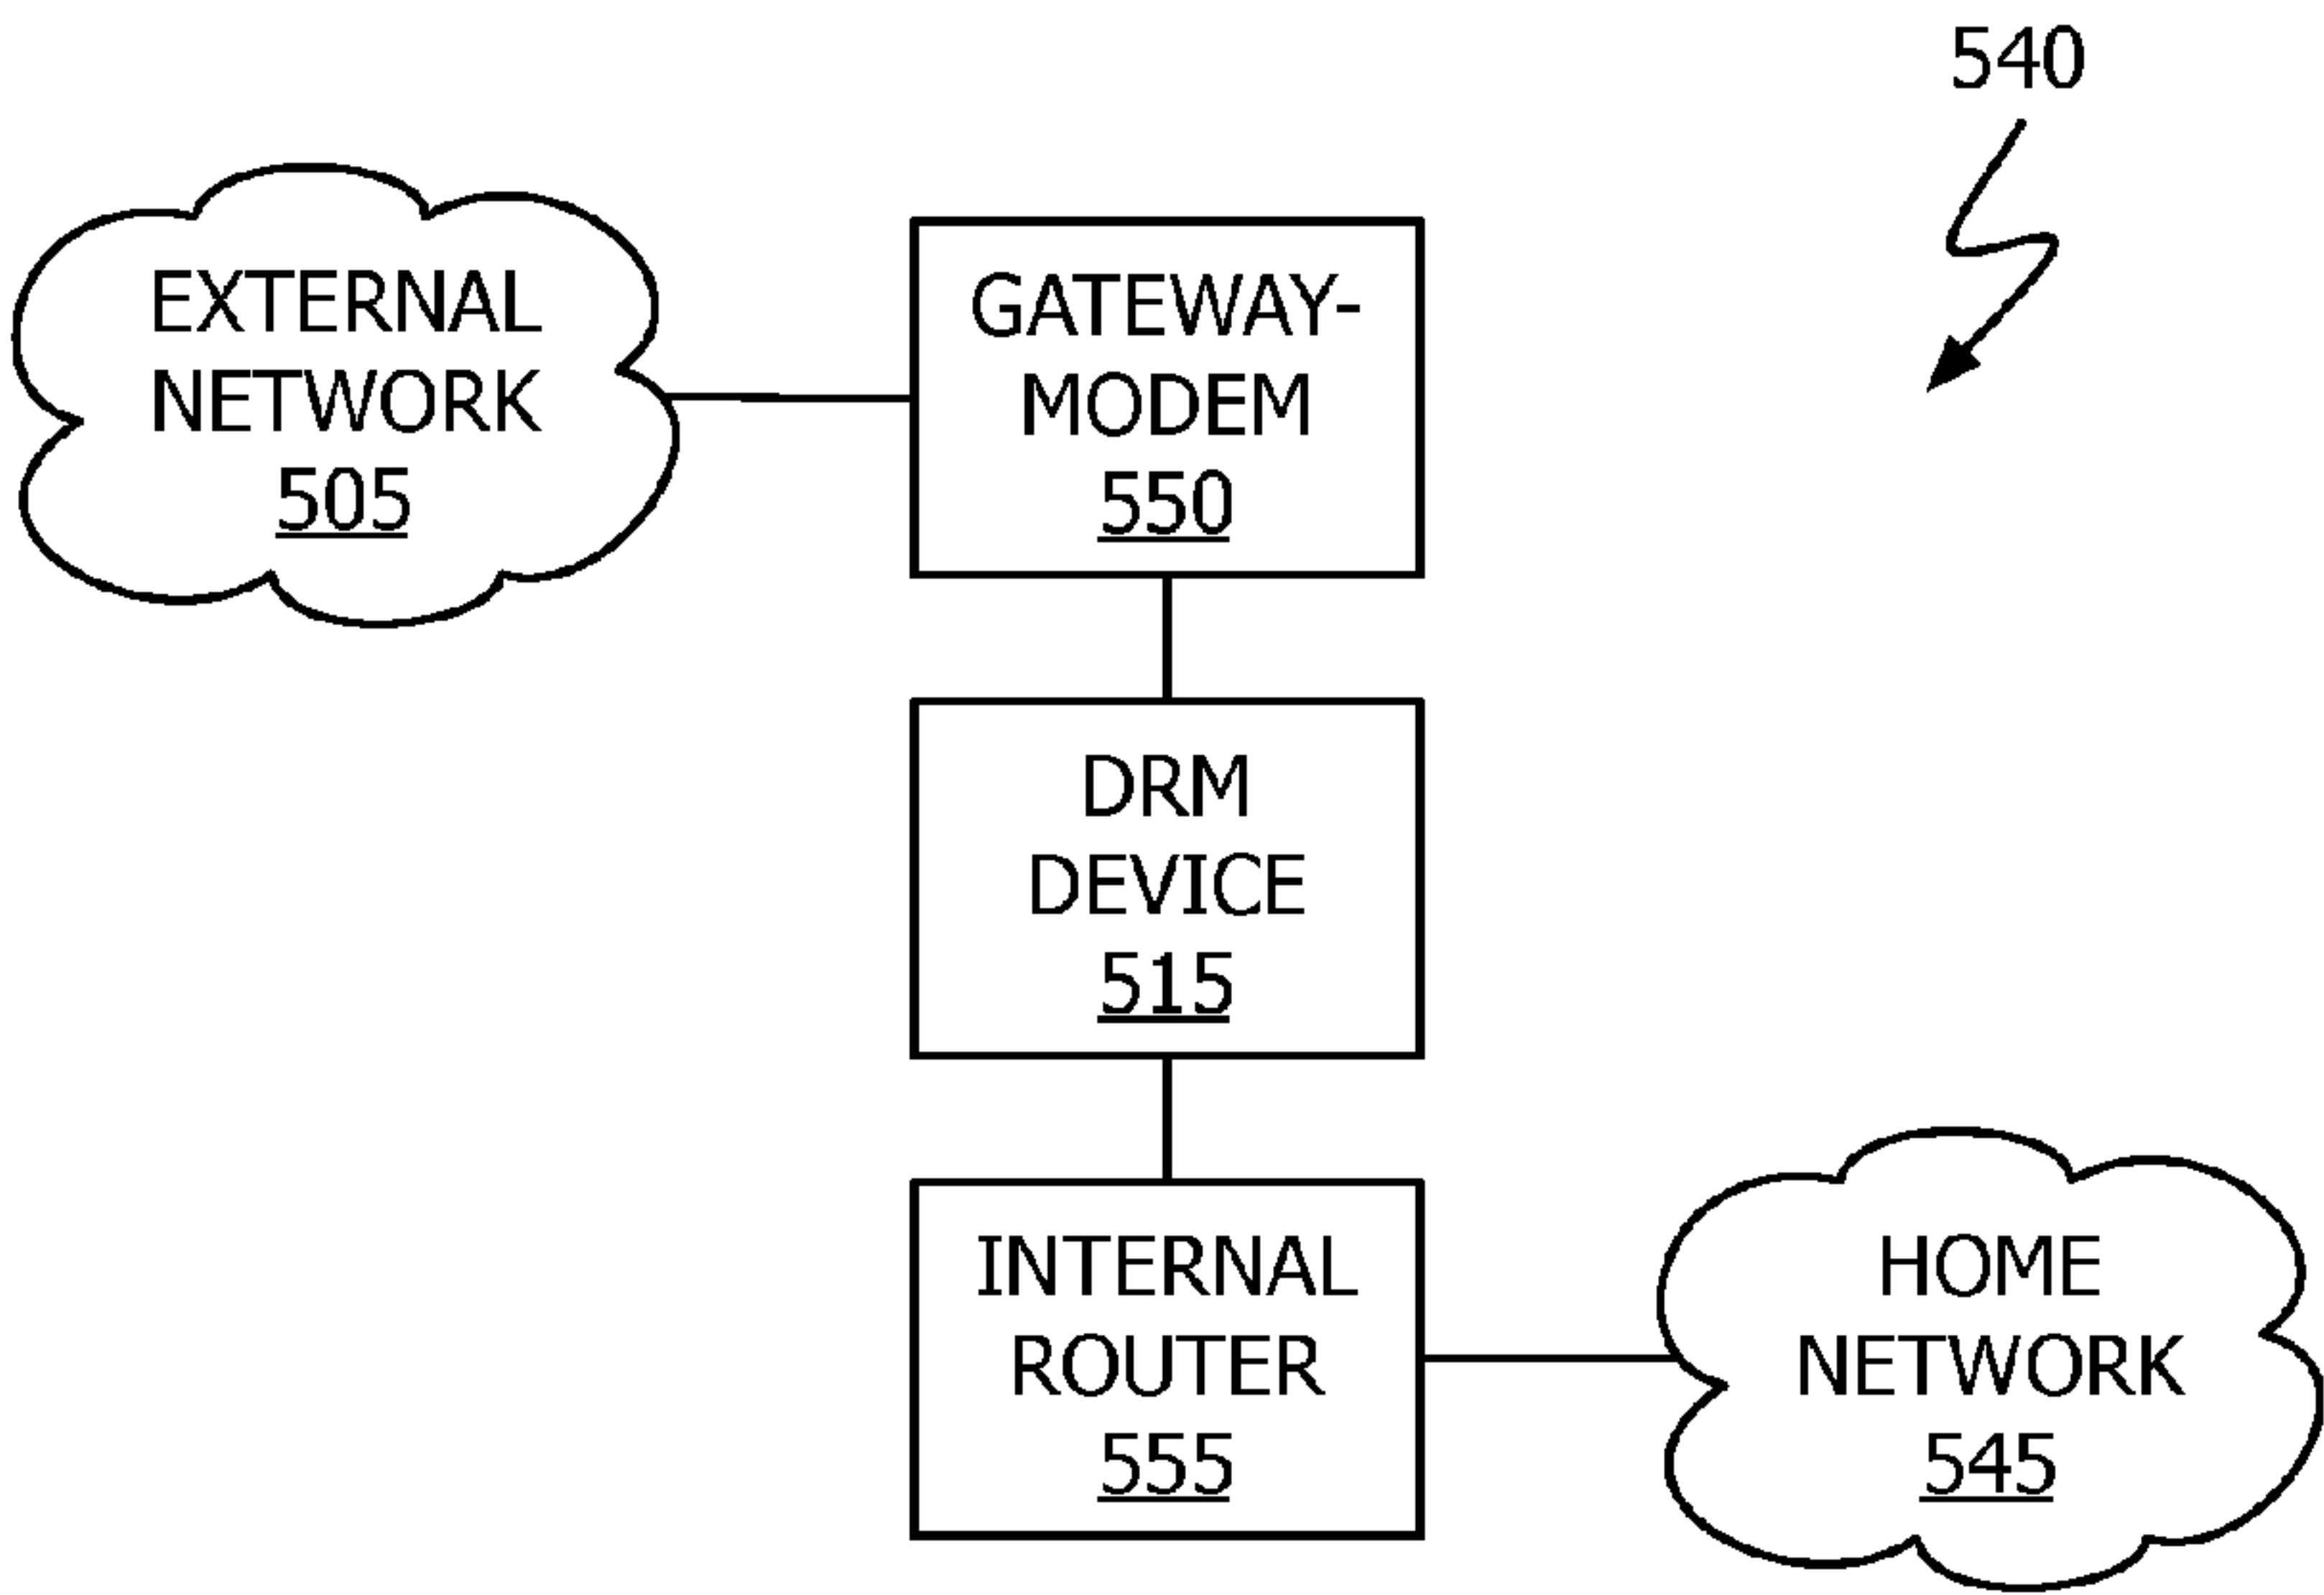 540
EXTERNAL
NETWORK
505
GATEWAY-
MODEM
550
DRM
DEVICE
515
INTERNAL
ROUTER
555
HOME
NETWORK
545